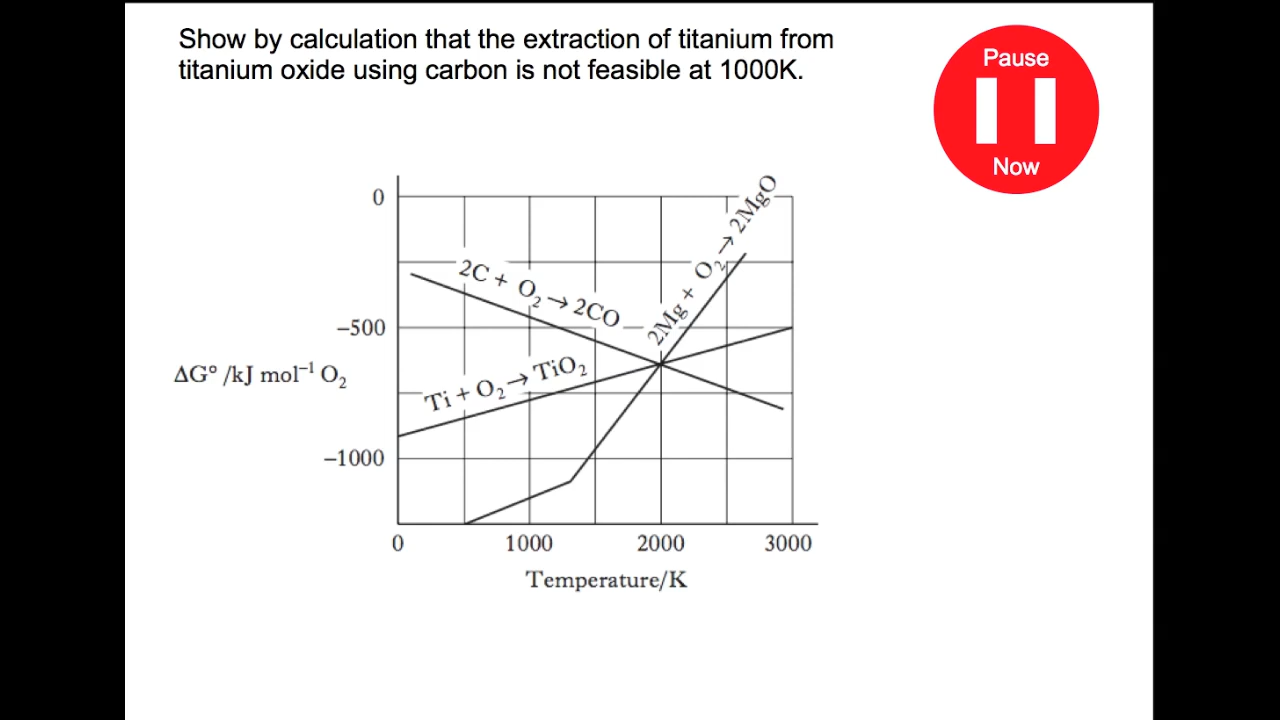 Show by calculation that the extraction of titanium from
titanium oxide using carbon is not feasible at 1000K.
Pause
Now
0
2Mg + O₂ → 2MgO
2C + O₂ → 2CO
–500
ΔG° /kJ mol⁻¹ O₂
Ti + O₂ → TiO₂
–1000
0 1000 2000 3000
Temperature/K